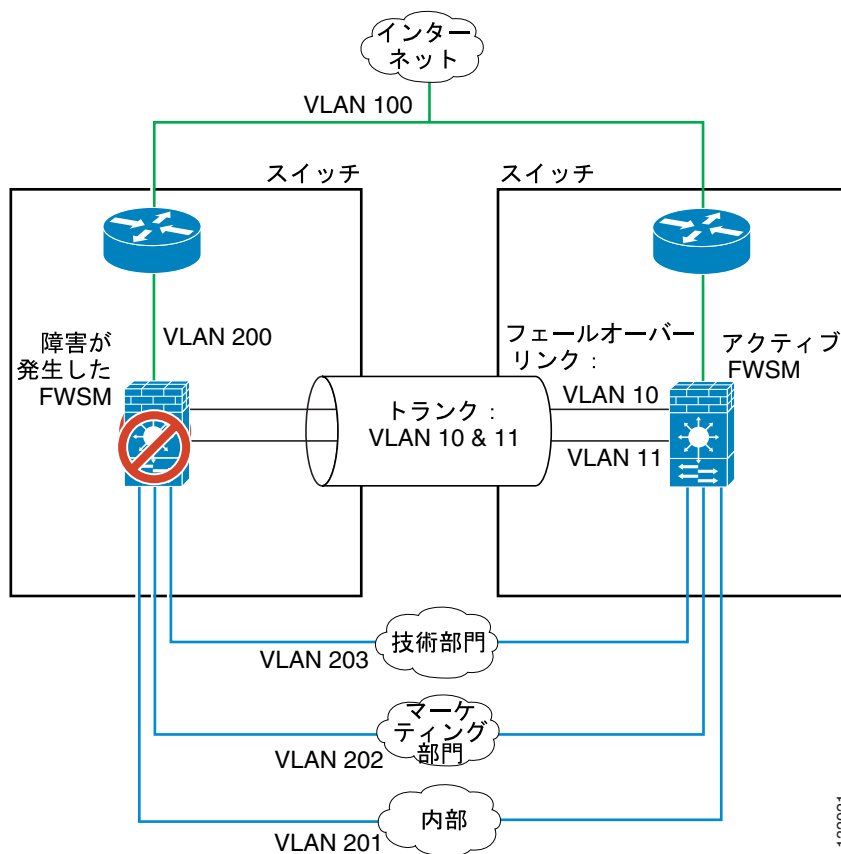 インター
ネット
VLAN 100
スイッチ
スイッチ
障害が
発生した
FWSM
VLAN 200
フェールオーバー
リンク：
アクティブ
FWSM
VLAN 10
トランク：
VLAN 10 & 11
VLAN 11
技術部門
VLAN 203
マーケ
ティング
部門
VLAN 202
内部
VLAN 201